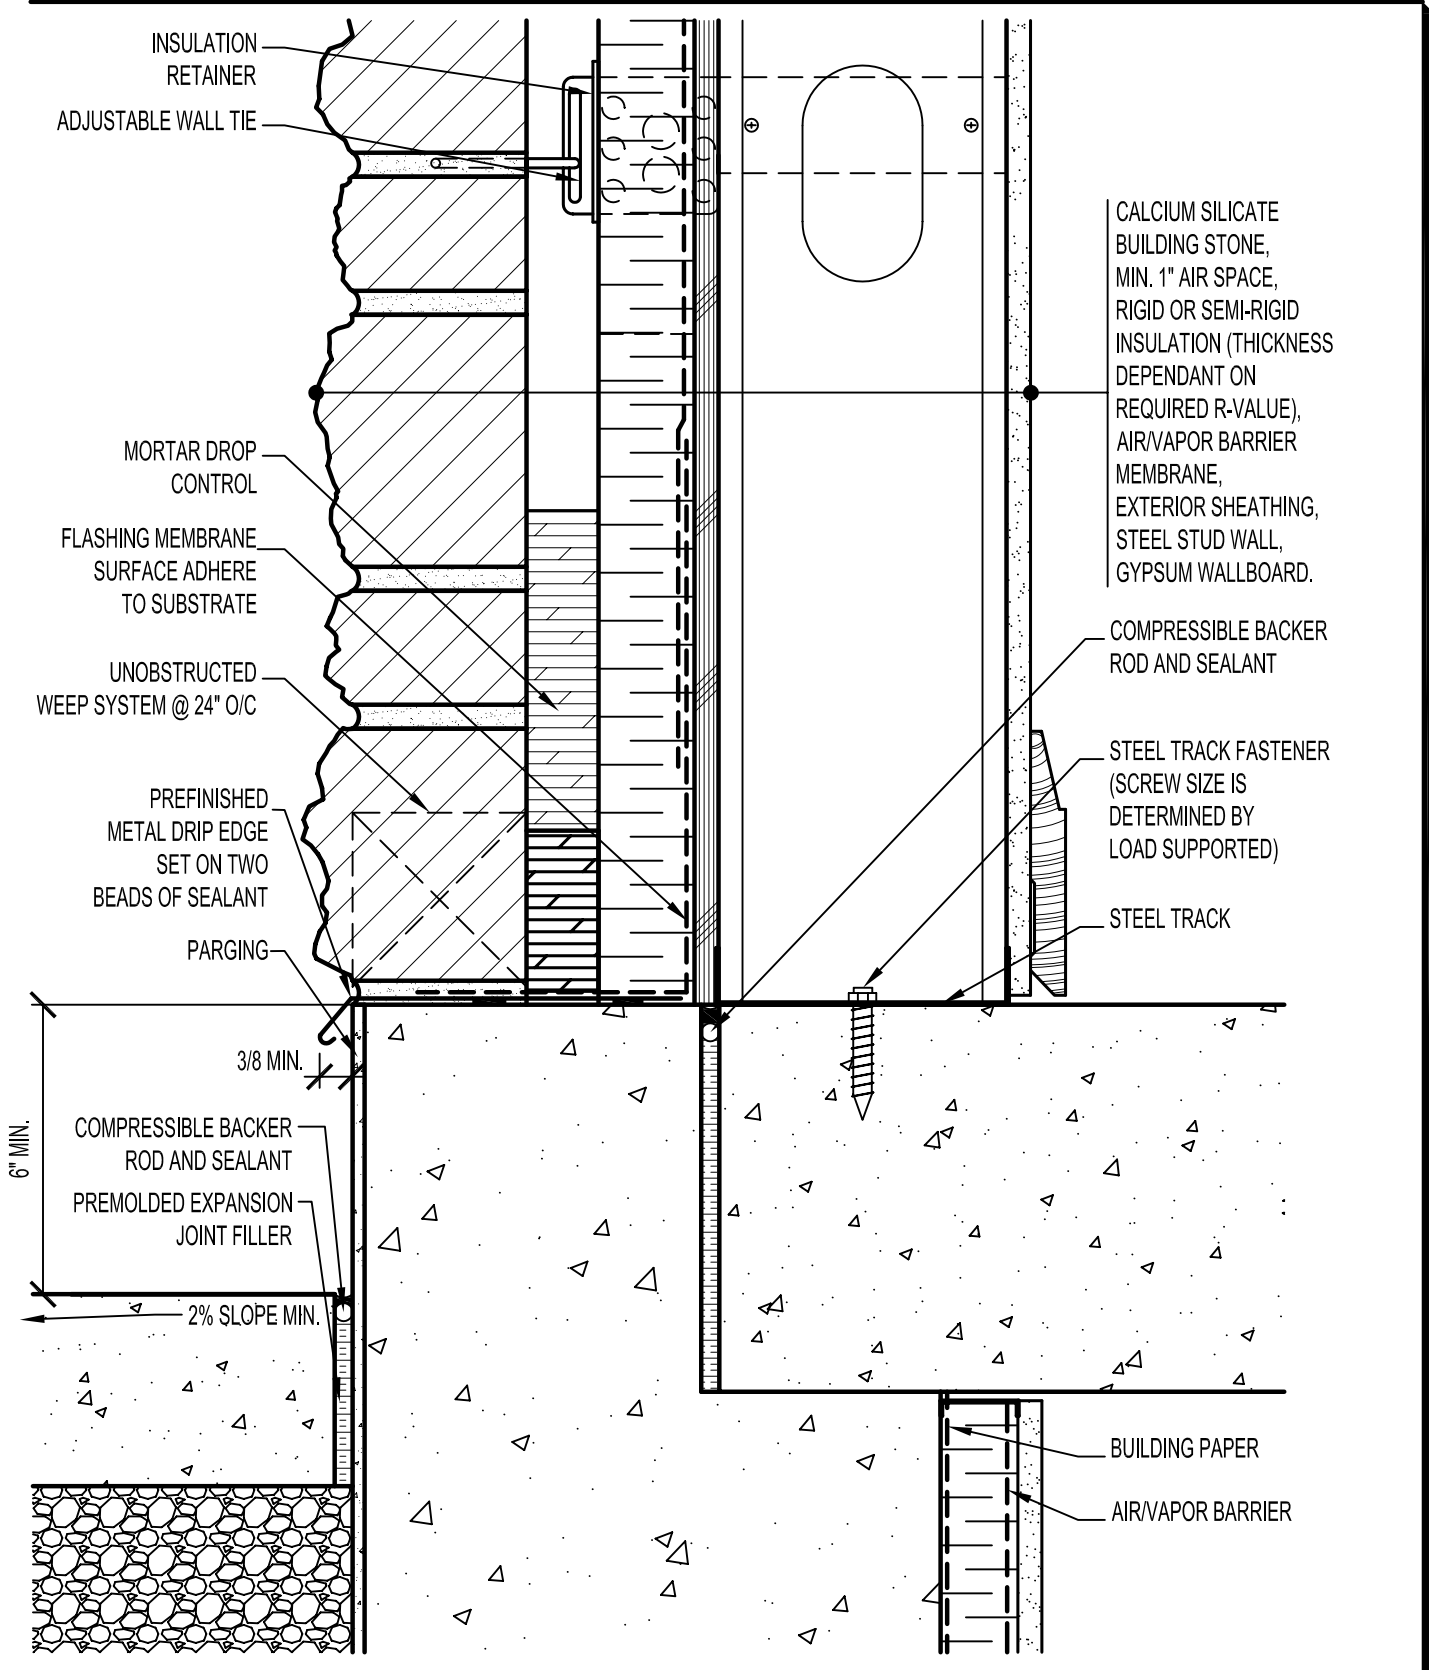 INSULATION
RETAINER
ADJUSTABLE WALL TIE
CALCIUM SILICATE
BUILDING STONE,
MIN. 1" AIR SPACE,
RIGID OR SEMI-RIGID
INSULATION (THICKNESS
DEPENDANT ON
REQUIRED R-VALUE),
AIR/VAPOR BARRIER
MEMBRANE,
EXTERIOR SHEATHING,
STEEL STUD WALL,
GYPSUM WALLBOARD.
MORTAR DROP
CONTROL
FLASHING MEMBRANE
SURFACE ADHERE
TO SUBSTRATE
COMPRESSIBLE BACKER
ROD AND SEALANT
UNOBSTRUCTED
WEEP SYSTEM @ 24" O/C
STEEL TRACK FASTENER
(SCREW SIZE IS
DETERMINED BY
LOAD SUPPORTED)
PREFINISHED
METAL DRIP EDGE
SET ON TWO
BEADS OF SEALANT
STEEL TRACK
PARGING
3/8 MIN.
6" MIN.
COMPRESSIBLE BACKER
ROD AND SEALANT
PREMOLDED EXPANSION
JOINT FILLER
2% SLOPE MIN.
BUILDING PAPER
AIR/VAPOR BARRIER